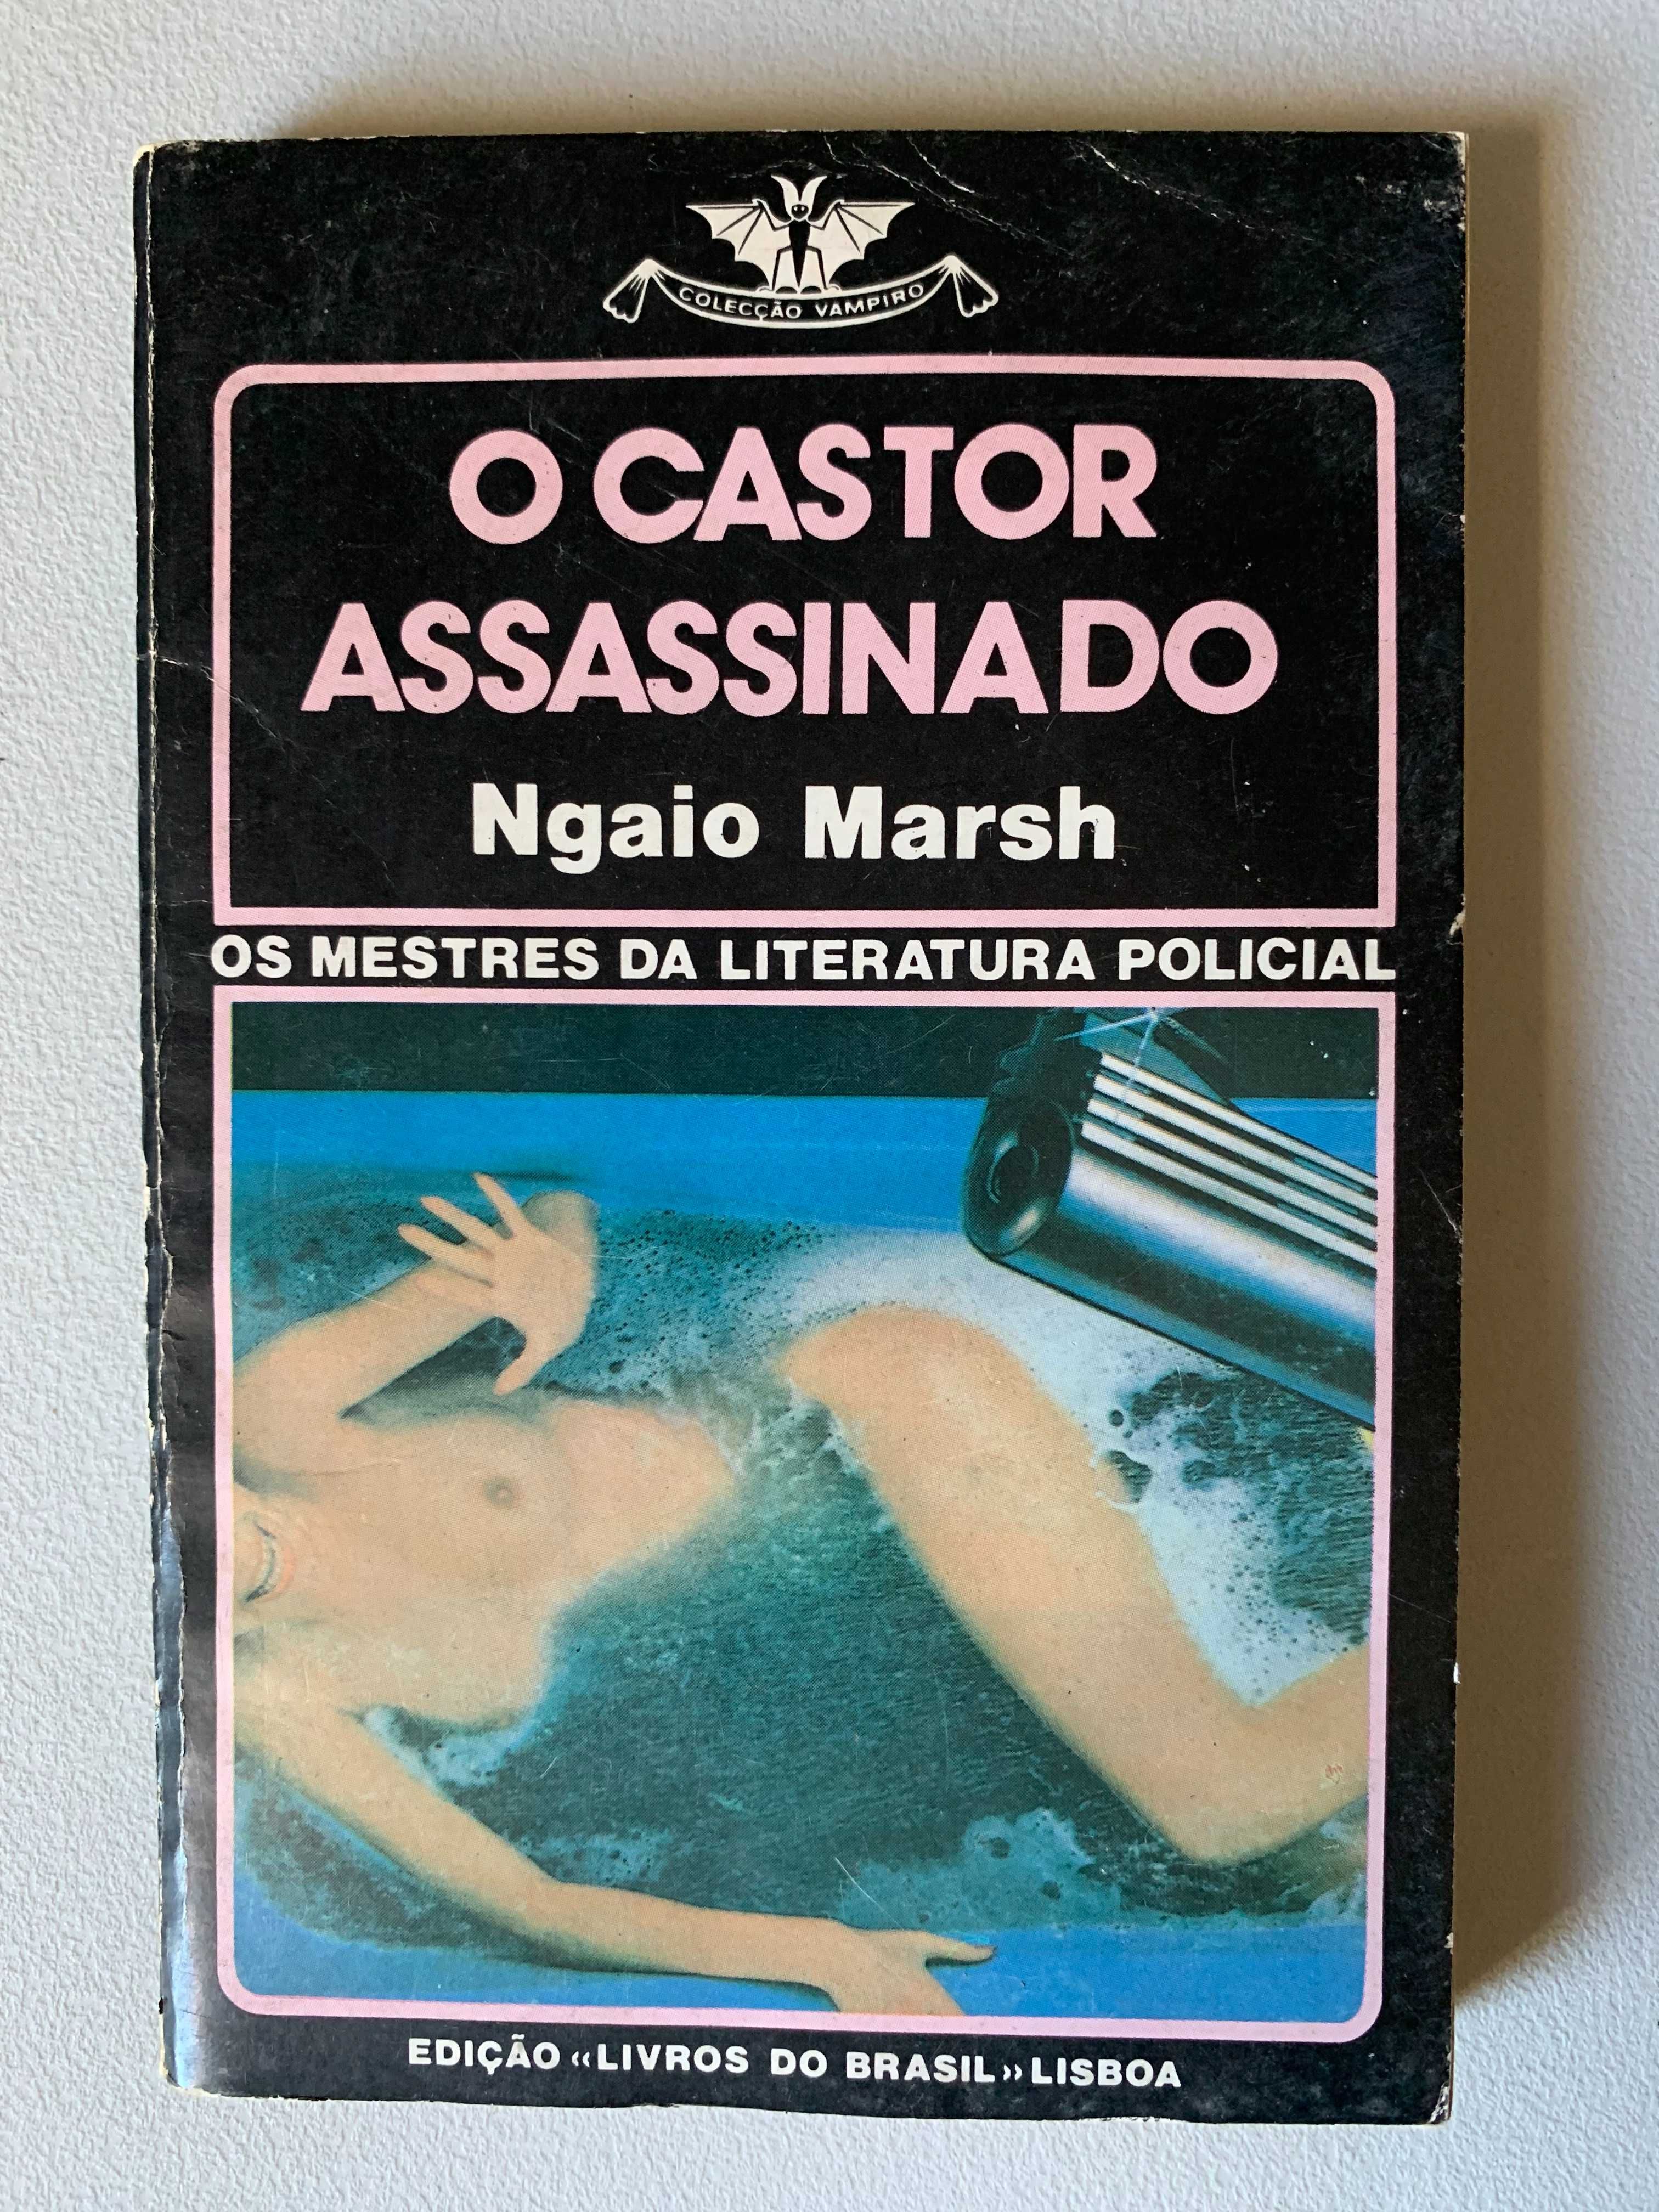 COLECÇÃO VAMPIRO
O CASTOR
ASSASSINADO
Ngaio Marsh
OS MESTRES DA LITERATURA POLICIAL
EDIÇÃO «LIVROS DO BRASIL» LISBOA